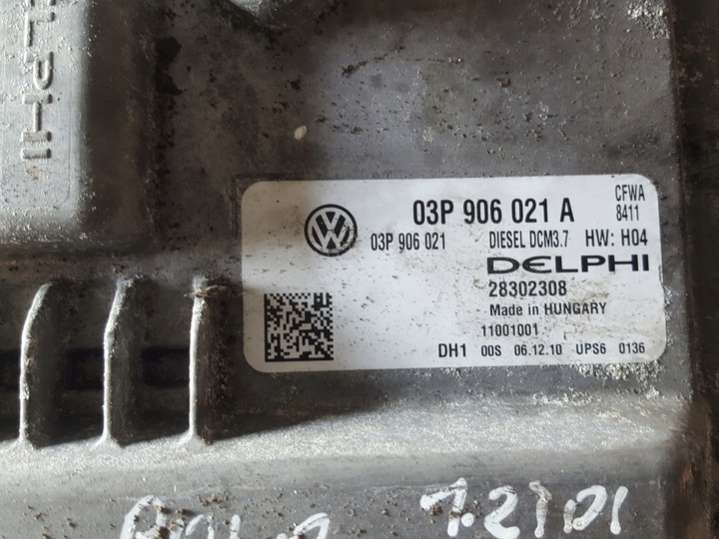 DELPHI
03P 906 021 A CFWA
8411
03P 906 021 DIESEL DCM3.7 HW: H04
DELPHI
28302308
Made in HUNGARY
11001001
DH1 00S 06.12.10 UPS6 0136
1.2TDI